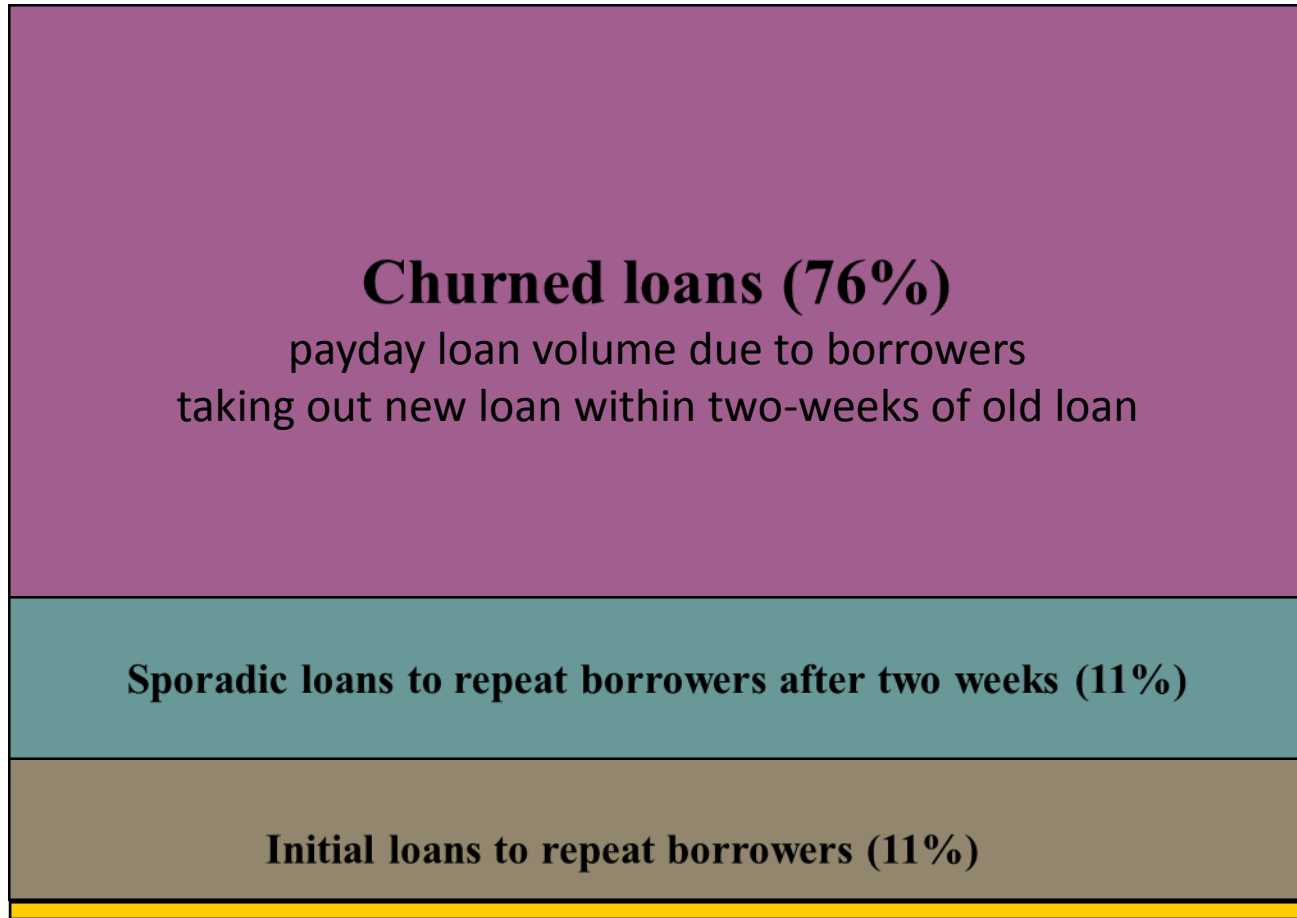 Churned loans (76%)
payday loan volume due to borrowers
taking out new loan within two-weeks of old loan
Sporadic loans to repeat borrowers after two weeks (11%)
Initial loans to repeat borrowers (11%)